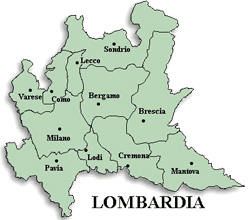 Sondrio
Lecco
Varese
Como
Bergamo
Brescia
Milano
Lodi
Cremona
Pavia
Mantova
LOMBARDIA